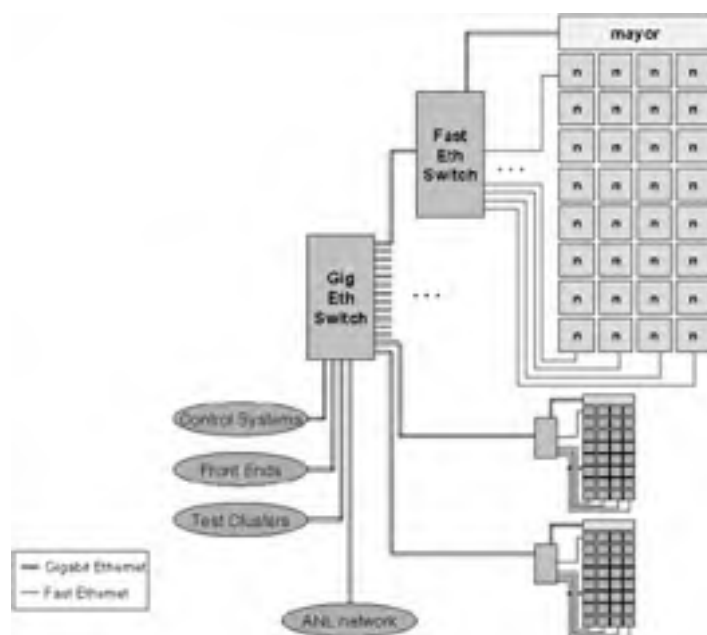 mayor
n n n n
n n n n
n n n n
n n n n
n n n n
n n n n
n n n n
n n n n
Fast
Eth
Switch
...
Gig
Eth
Switch
...
Control Systems
Front Ends
Test Clusters
ANL network
Gigabit Ethernet
Fast Ethernet